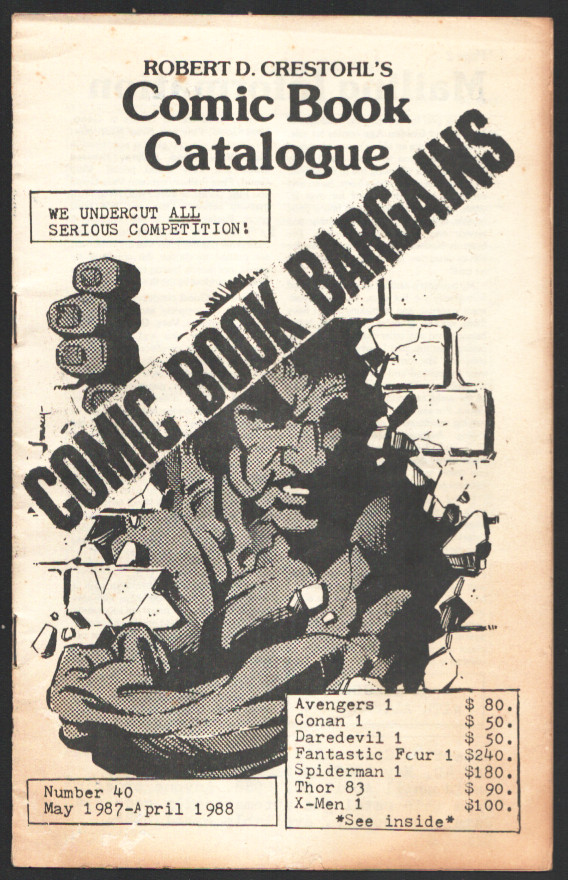 ROBERT D. CRESTOHL'S
Comic Book
Catalogue
WE UNDERCUT ALL
SERIOUS COMPETITION!
COMIC BOOK BARGAINS
Avengers 1 $ 80.
Conan 1 $ 50.
Daredevil 1 $ 50.
Fantastic Four 1 $240.
Spiderman 1 $180.
Thor 83 $ 90.
X-Men 1 $100.
*See inside*
Number 40
May 1987-April 1988